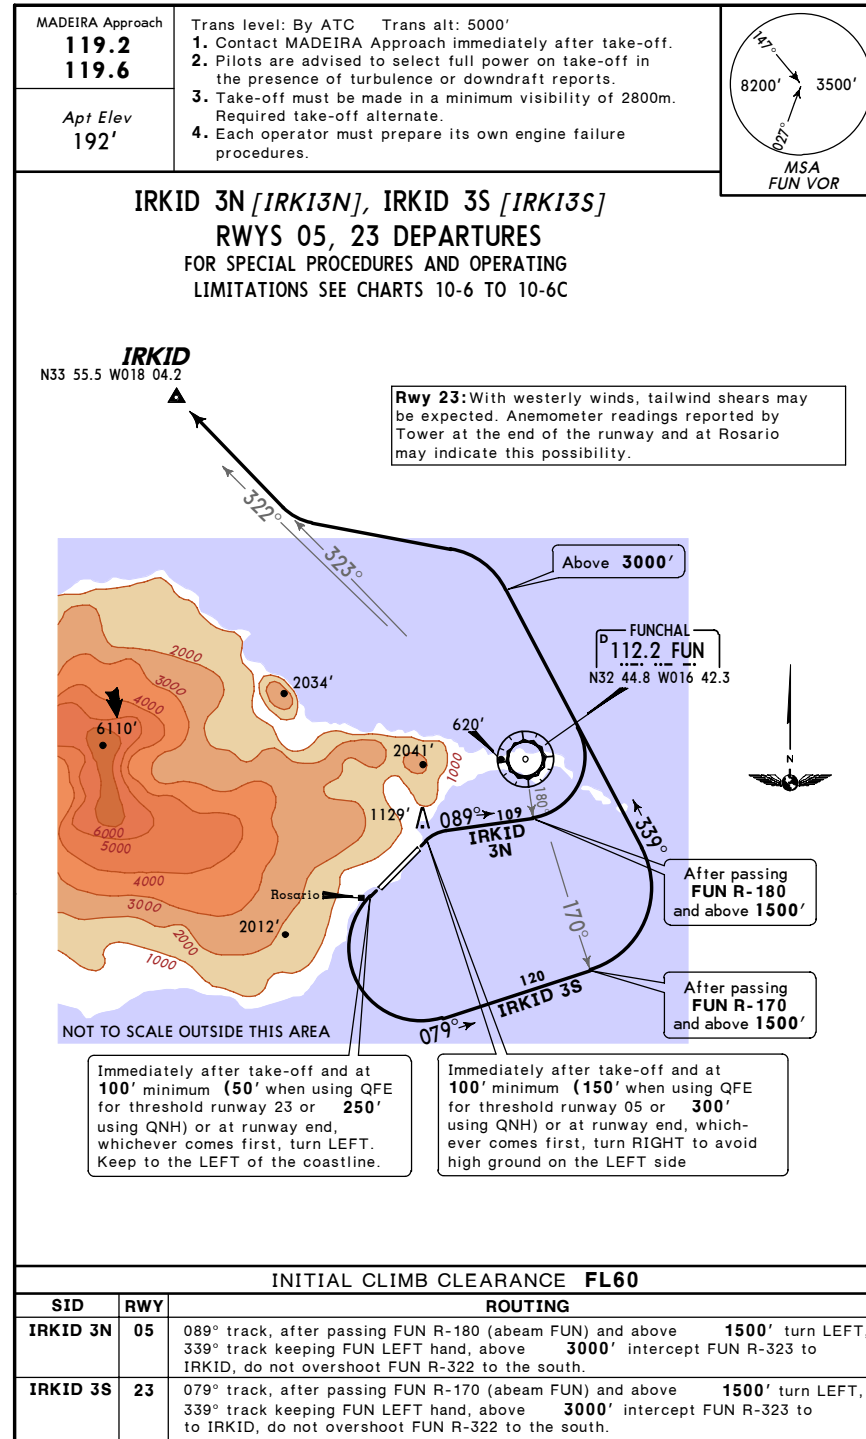 MADEIRA Approach
119.2
119.6
Apt Elev
192'
Trans level: By ATC Trans alt: 5000'
1. Contact MADEIRA Approach immediately after take-off.
2. Pilots are advised to select full power on take-off in
the presence of turbulence or downdraft reports.
3. Take-off must be made in a minimum visibility of 2800m.
Required take-off alternate.
4. Each operator must prepare its own engine failure
procedures.
147°
8200' 3500'
027°
MSA
FUN VOR
IRKID 3N [IRKI3N], IRKID 3S [IRKI3S]
RWYS 05, 23 DEPARTURES
FOR SPECIAL PROCEDURES AND OPERATING
LIMITATIONS SEE CHARTS 10-6 TO 10-6C
IRKID
N33 55.5 W018 04.2
Rwy 23: With westerly winds, tailwind shears may
be expected. Anemometer readings reported by
Tower at the end of the runway and at Rosario
may indicate this possibility.
322°
323°
Above 3000'
FUNCHAL
D 112.2 FUN
N32 44.8 W016 42.3
2000
3000
4000
2034'
6110'
620'
2041'
1000
N
180°
1129'
089° 109
IRKID
3N
339°
6000
5000
4000
3000
2000
1000
Rosario
2012'
After passing
FUN R-180
and above 1500'
170°
120
IRKID 3S
079°
After passing
FUN R-170
and above 1500'
NOT TO SCALE OUTSIDE THIS AREA
Immediately after take-off and at
100' minimum (50' when using QFE
for threshold runway 23 or 250'
using QNH) or at runway end,
whichever comes first, turn LEFT.
Keep to the LEFT of the coastline.
Immediately after take-off and at
100' minimum (150' when using QFE
for threshold runway 05 or 300'
using QNH) or at runway end, which-
ever comes first, turn RIGHT to avoid
high ground on the LEFT side
INITIAL CLIMB CLEARANCE FL60
SID RWY ROUTING
IRKID 3N 05 089° track, after passing FUN R-180 (abeam FUN) and above 1500' turn LEFT,
339° track keeping FUN LEFT hand, above 3000' intercept FUN R-323 to
IRKID, do not overshoot FUN R-322 to the south.
IRKID 3S 23 079° track, after passing FUN R-170 (abeam FUN) and above 1500' turn LEFT,
339° track keeping FUN LEFT hand, above 3000' intercept FUN R-323 to
to IRKID, do not overshoot FUN R-322 to the south.